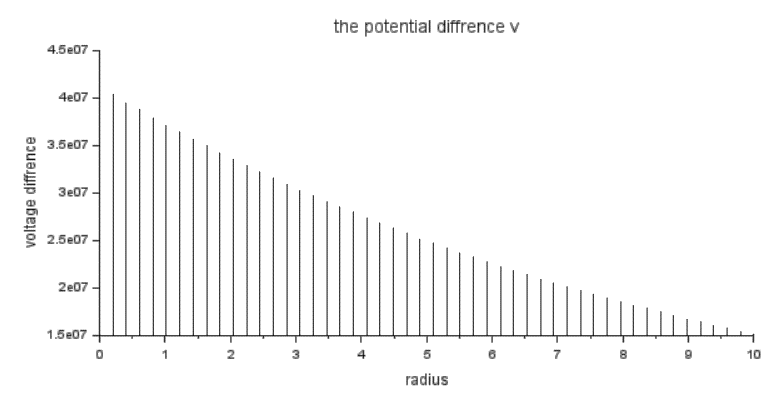 the potential diffrence v
4.5e07
4e07
3.5e07
3e07
2.5e07
2e07
1.5e07
voltage diffrence
0 1 2 3 4 5 6 7 8 9 10
radius